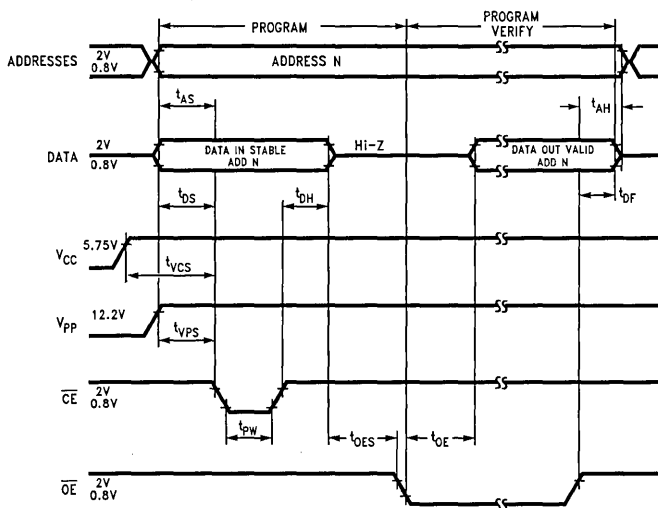 PROGRAM
PROGRAM
VERIFY
ADDRESSES 2V
0.8V
ADDRESS N
tAS
tAH
DATA 2V
0.8V
DATA IN STABLE
ADD N
Hi-Z
DATA OUT VALID
ADD N
tDS
tDH
tDF
VCC 5.75V
tVCS
VPP 12.2V
tVPS
CE 2V
0.8V
tPW
tOES
tOE
OE 2V
0.8V